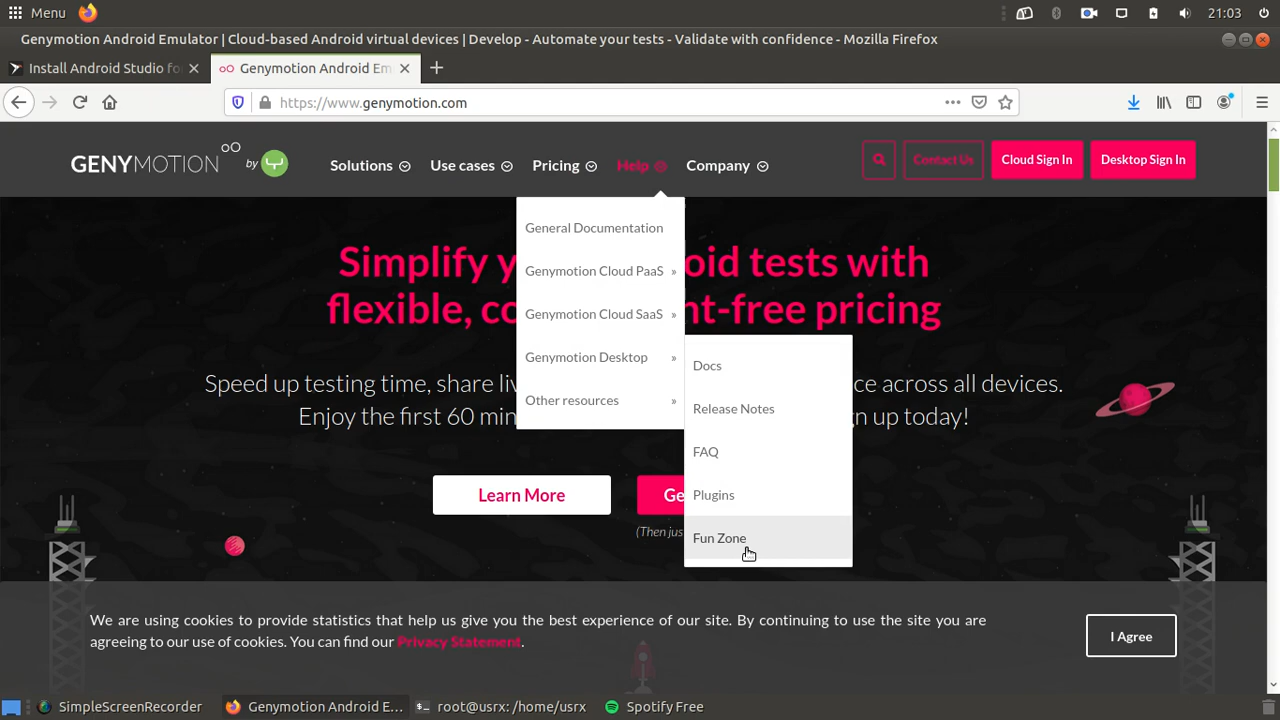 Menu
21:03
Genymotion Android Emulator | Cloud-based Android virtual devices | Develop - Automate your tests - Validate with confidence - Mozilla Firefox
Install Android Studio fo
Genymotion Android Em
https://www.genymotion.com
GENYMOTION by
Solutions
Use cases
Pricing
Help
Company
Contact Us
Cloud Sign In
Desktop Sign In
General Documentation
Genymotion Cloud PaaS »
Genymotion Cloud SaaS »
Genymotion Desktop »
Other resources »
Docs
Release Notes
FAQ
Plugins
Fun Zone
Simplify y oid tests with
flexible, co nt-free pricing
Speed up testing time, share li ce across all devices.
Enjoy the first 60 min gn up today!
Learn More
Ge
(Then jus
We are using cookies to provide statistics that help us give you the best experience of our site. By continuing to use the site you are
agreeing to our use of cookies. You can find our Privacy Statement.
I Agree
SimpleScreenRecorder
Genymotion Android E...
root@usrx: /home/usrx
Spotify Free